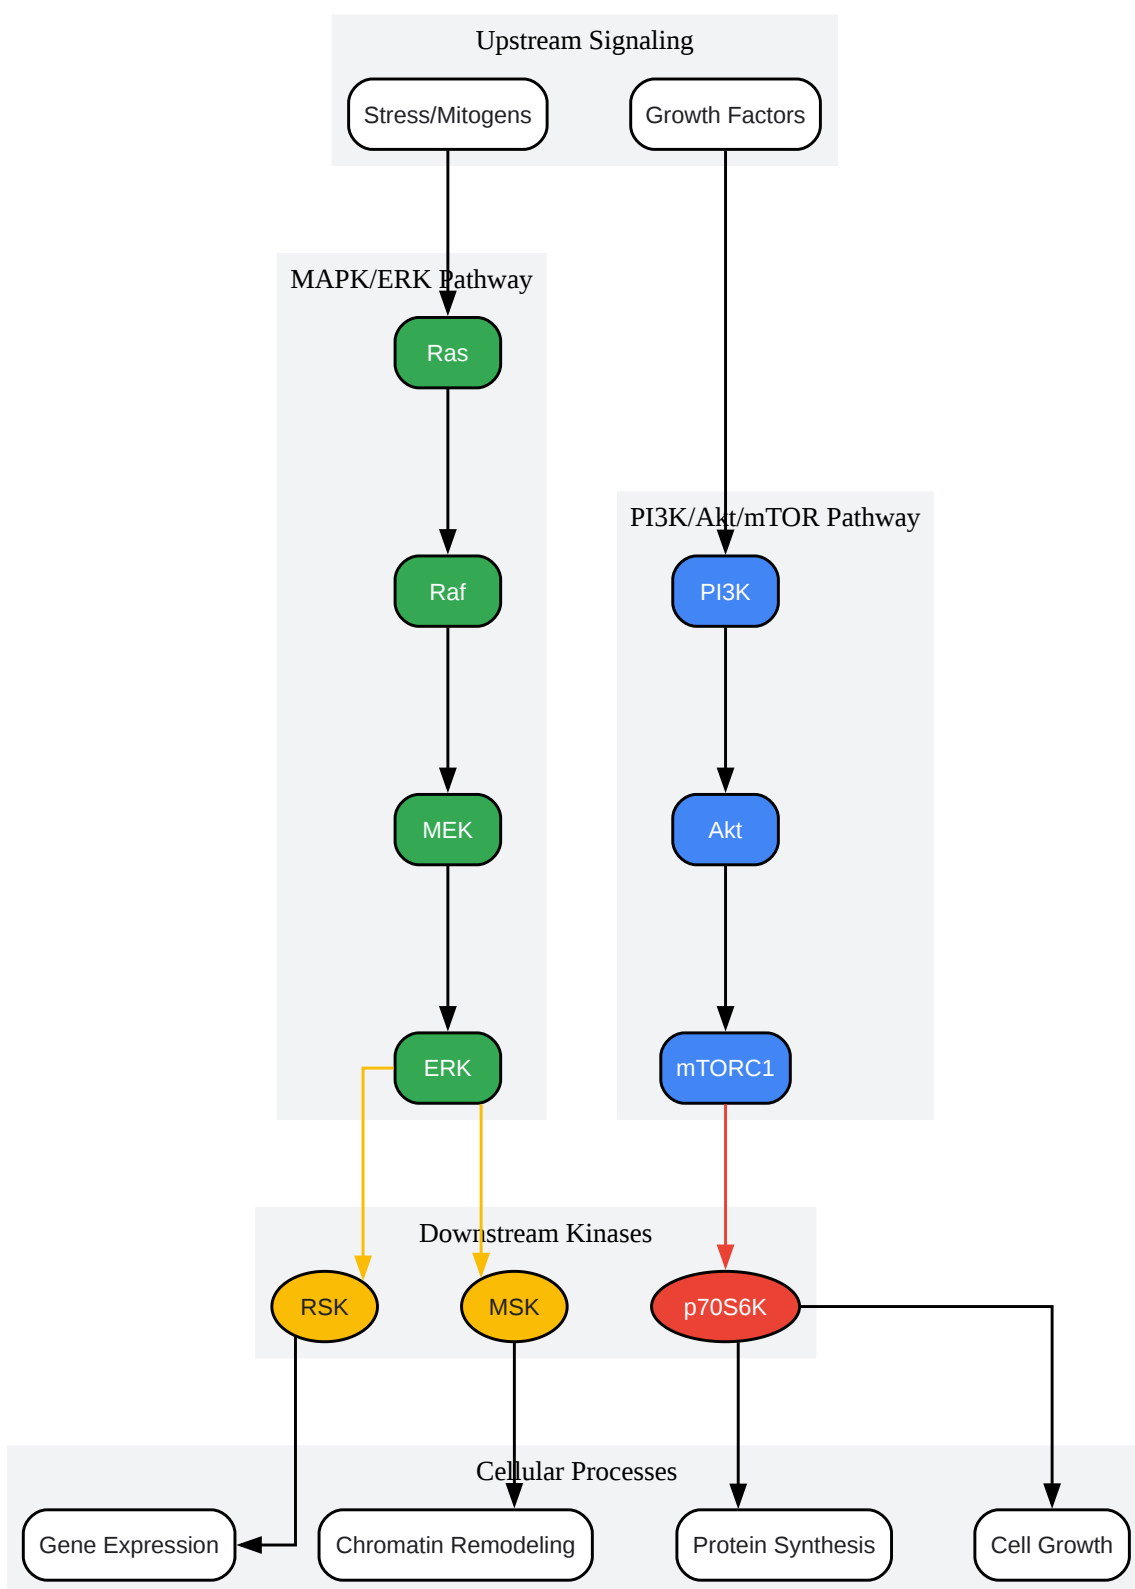 Upstream Signaling
Stress/Mitogens
Growth Factors
MAPK/ERK Pathway
Ras
PI3K/Akt/mTOR Pathway
Raf
PI3K
MEK
Akt
ERK
mTORC1
Downstream Kinases
RSK
MSK
p70S6K
Cellular Processes
Gene Expression
Chromatin Remodeling
Protein Synthesis
Cell Growth